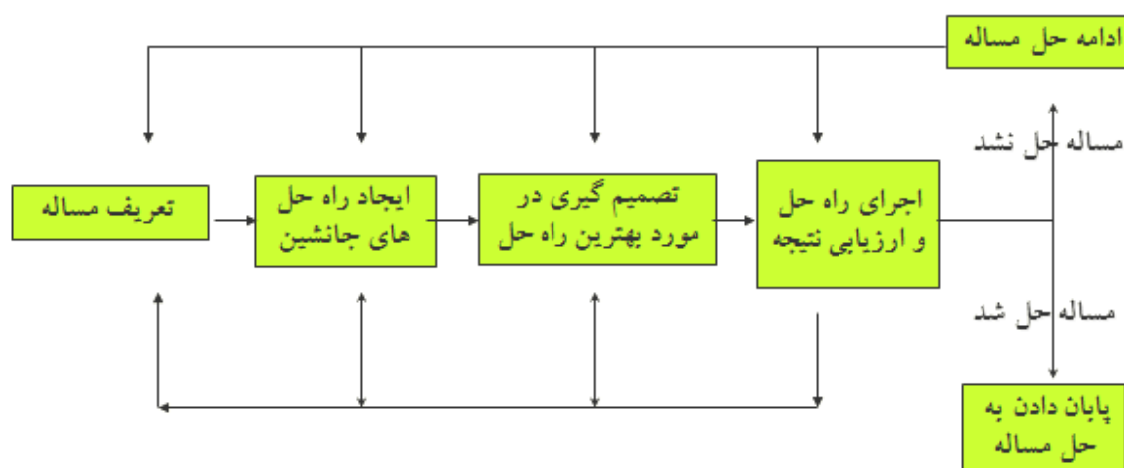 ادامه حل مساله
مساله حل نشد
تعریف مساله
ایجاد راه حل
های جانشین
تصمیم گیری در
مورد بهترین راه حل
اجرای راه حل
و ارزیابی نتیجه
مساله حل شد
پایان دادن به
حل مساله